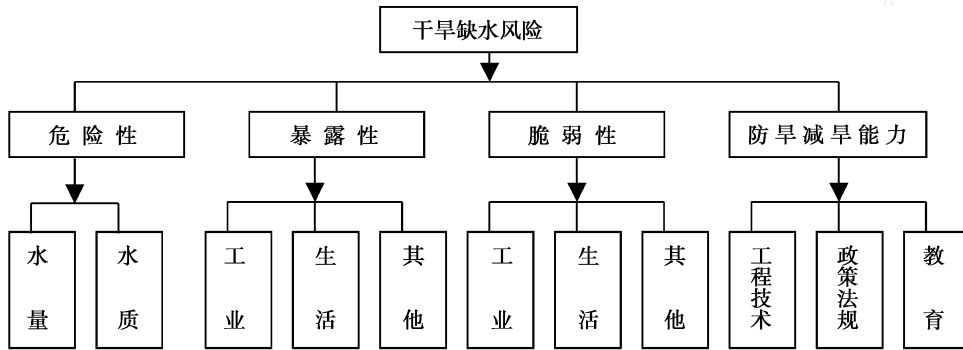 干旱缺水风险
危险性
暴露性
脆弱性
防旱减旱能力
水量
水质
工业
生活
其他
工业
生活
其他
工程技术
政策法规
教育